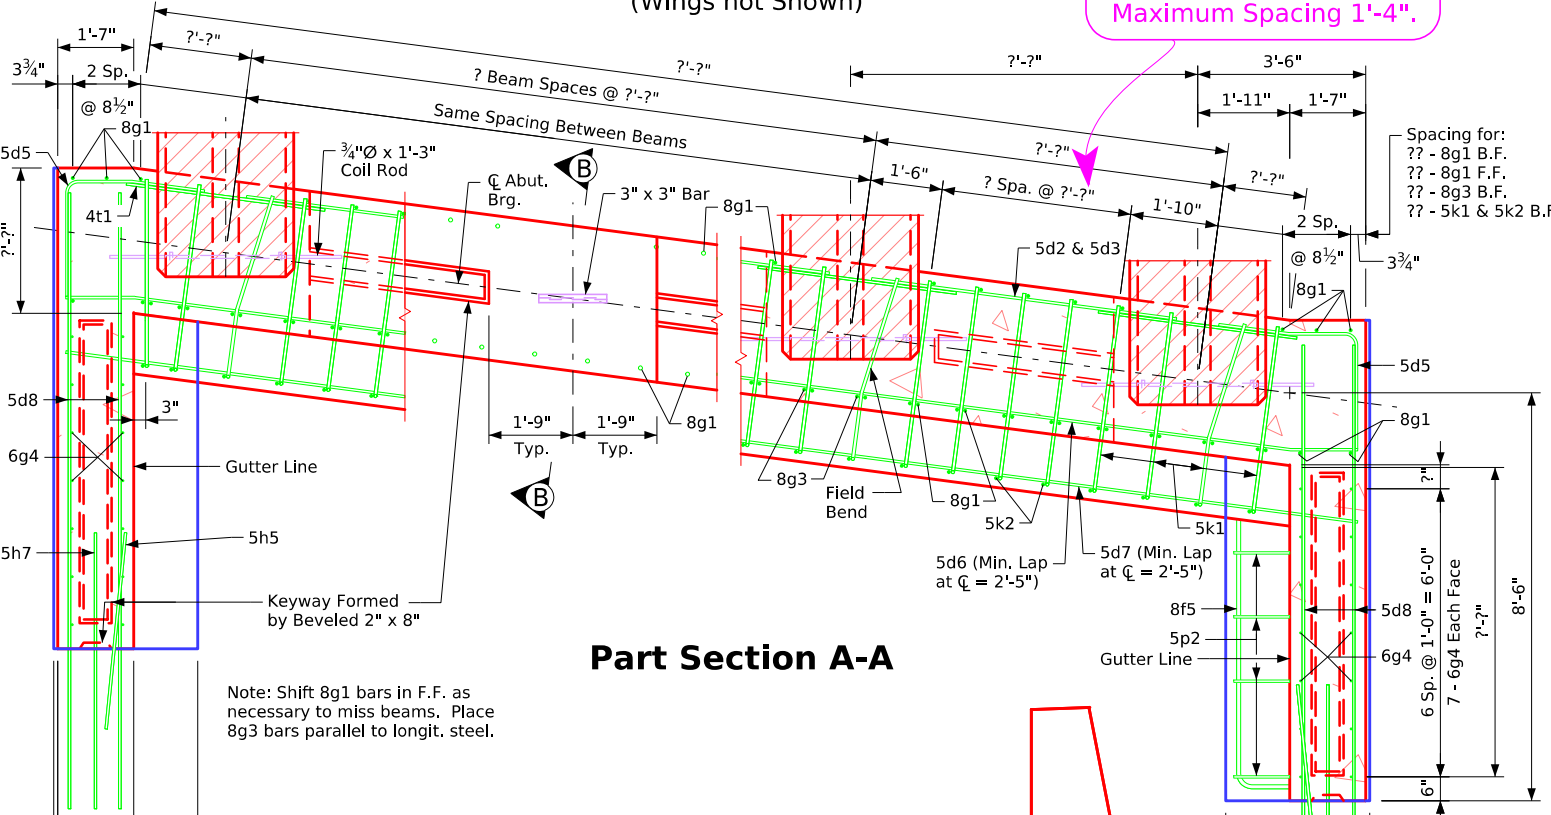 (Wings not Shown)
Maximum Spacing 1'-4".
1'-7"
?'-?"
?'-?"
?'-?"
3'-6"
3¾"
2 Sp.
? Beam Spaces @ ?'-?"
1'-11"
1'-7"
@ 8½"
Same Spacing Between Beams
8g1
¾"Ø x 1'-3"
Coil Rod
B
?'-?"
Spacing for:
?? - 8g1 B.F.
?? - 8g1 F.F.
?? - 8g3 B.F.
?? - 5k1 & 5k2 B.F
5d5
℄ Abut.
Brg.
3" x 3" Bar
8g1
1'-6"
? Spa. @ ?'-?"
1'-10"
?'-?"
2 Sp.
4t1
?'-?"
5d2 & 5d3
@ 8½"
3¾"
8g1
5d5
5d8
3"
1'-9"
Typ.
1'-9"
Typ.
8g1
8g1
6g4
Gutter Line
B
8g3
Field
Bend
8g1
5k2
5k1
?"
5h7
5h5
5d6 (Min. Lap
at ℄ = 2'-5")
5d7 (Min. Lap
at ℄ = 2'-5")
Keyway Formed
by Beveled 2" x 8"
8f5
5p2
Gutter Line
5d8
6g4
6 Sp. @ 1'-0" = 6'-0"
7 - 6g4 Each Face
?'-?"
8'-6"
6"
Part Section A-A
Note: Shift 8g1 bars in F.F. as
necessary to miss beams.  Place
8g3 bars parallel to longit. steel.